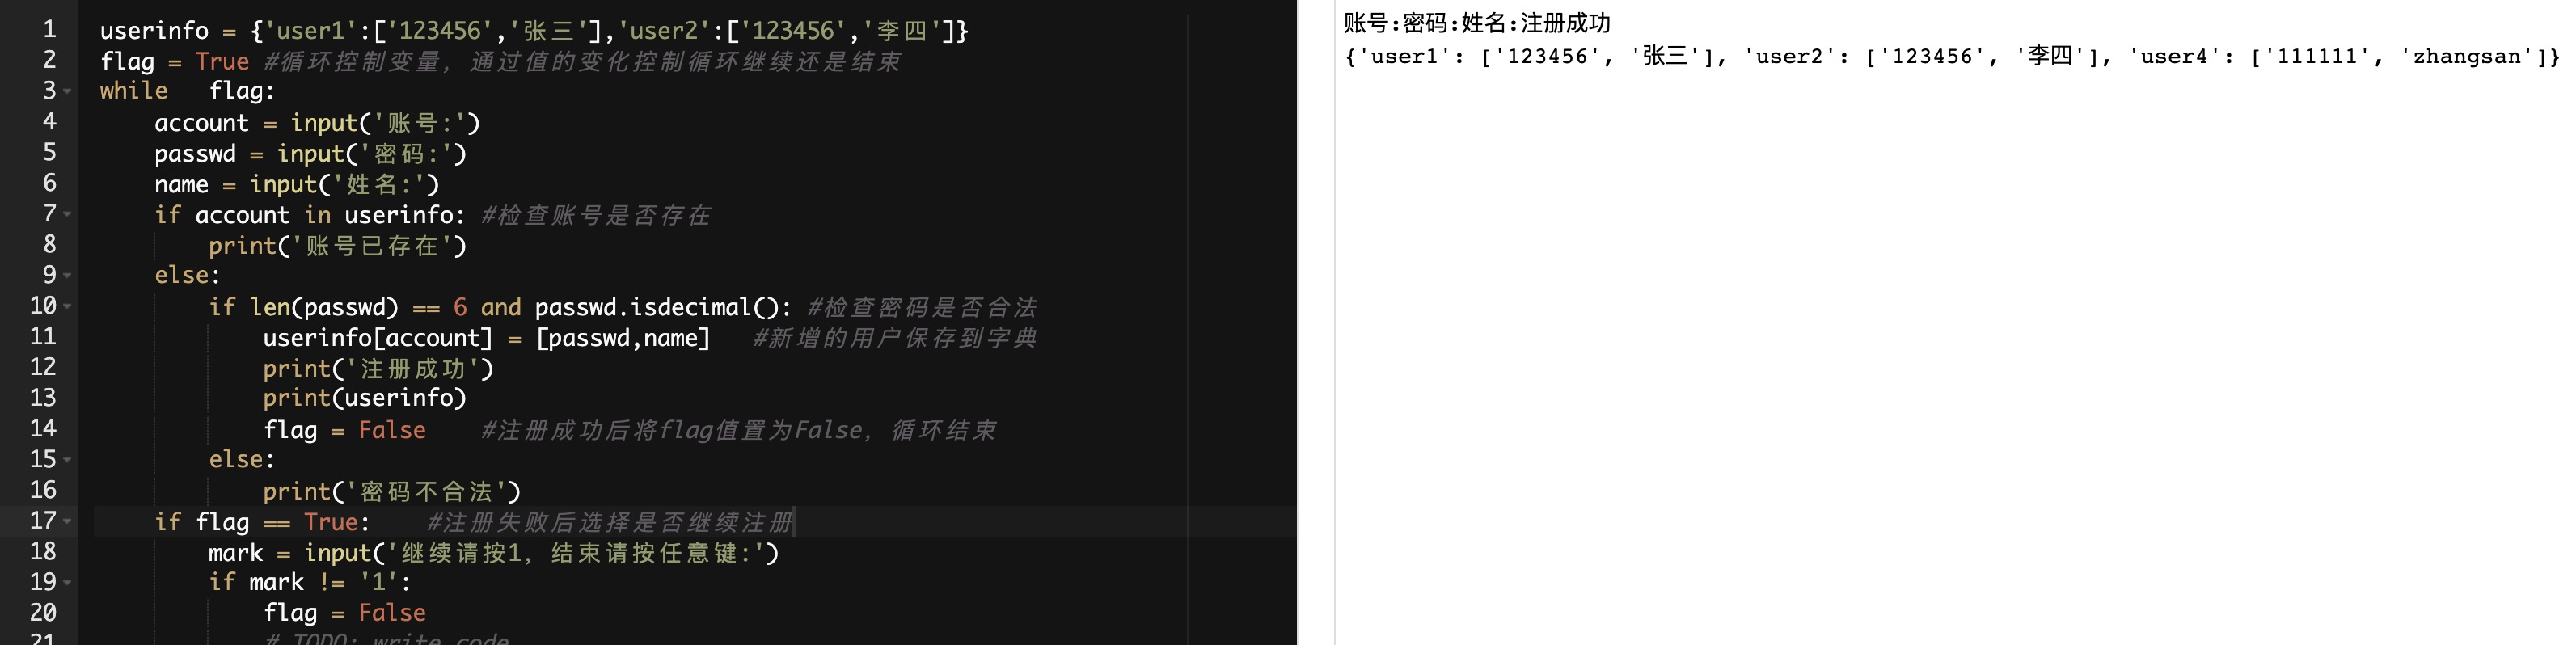 1 userinfo = {'user1':['123456','张三'],'user2':['123456','李四']}
2 flag = True #循环控制变量，通过值的变化控制循环继续还是结束
3 while   flag:
4     account = input('账号:')
5     passwd = input('密码:')
6     name = input('姓名:')
7     if account in userinfo: #检查账号是否存在
8         print('账号已存在')
9     else:
10         if len(passwd) == 6 and passwd.isdecimal(): #检查密码是否合法
11             userinfo[account] = [passwd,name]   #新增的用户保存到字典
12             print('注册成功')
13             print(userinfo)
14             flag = False    #注册成功后将flag值置为False，循环结束
15         else:
16             print('密码不合法')
17     if flag == True:    #注册失败后选择是否继续注册
18         mark = input('继续请按1，结束请按任意键:')
19         if mark != '1':
20             flag = False
21             # TODO: write code
账号:密码:姓名:注册成功
{'user1': ['123456', '张三'], 'user2': ['123456', '李四'], 'user4': ['111111', 'zhangsan']}